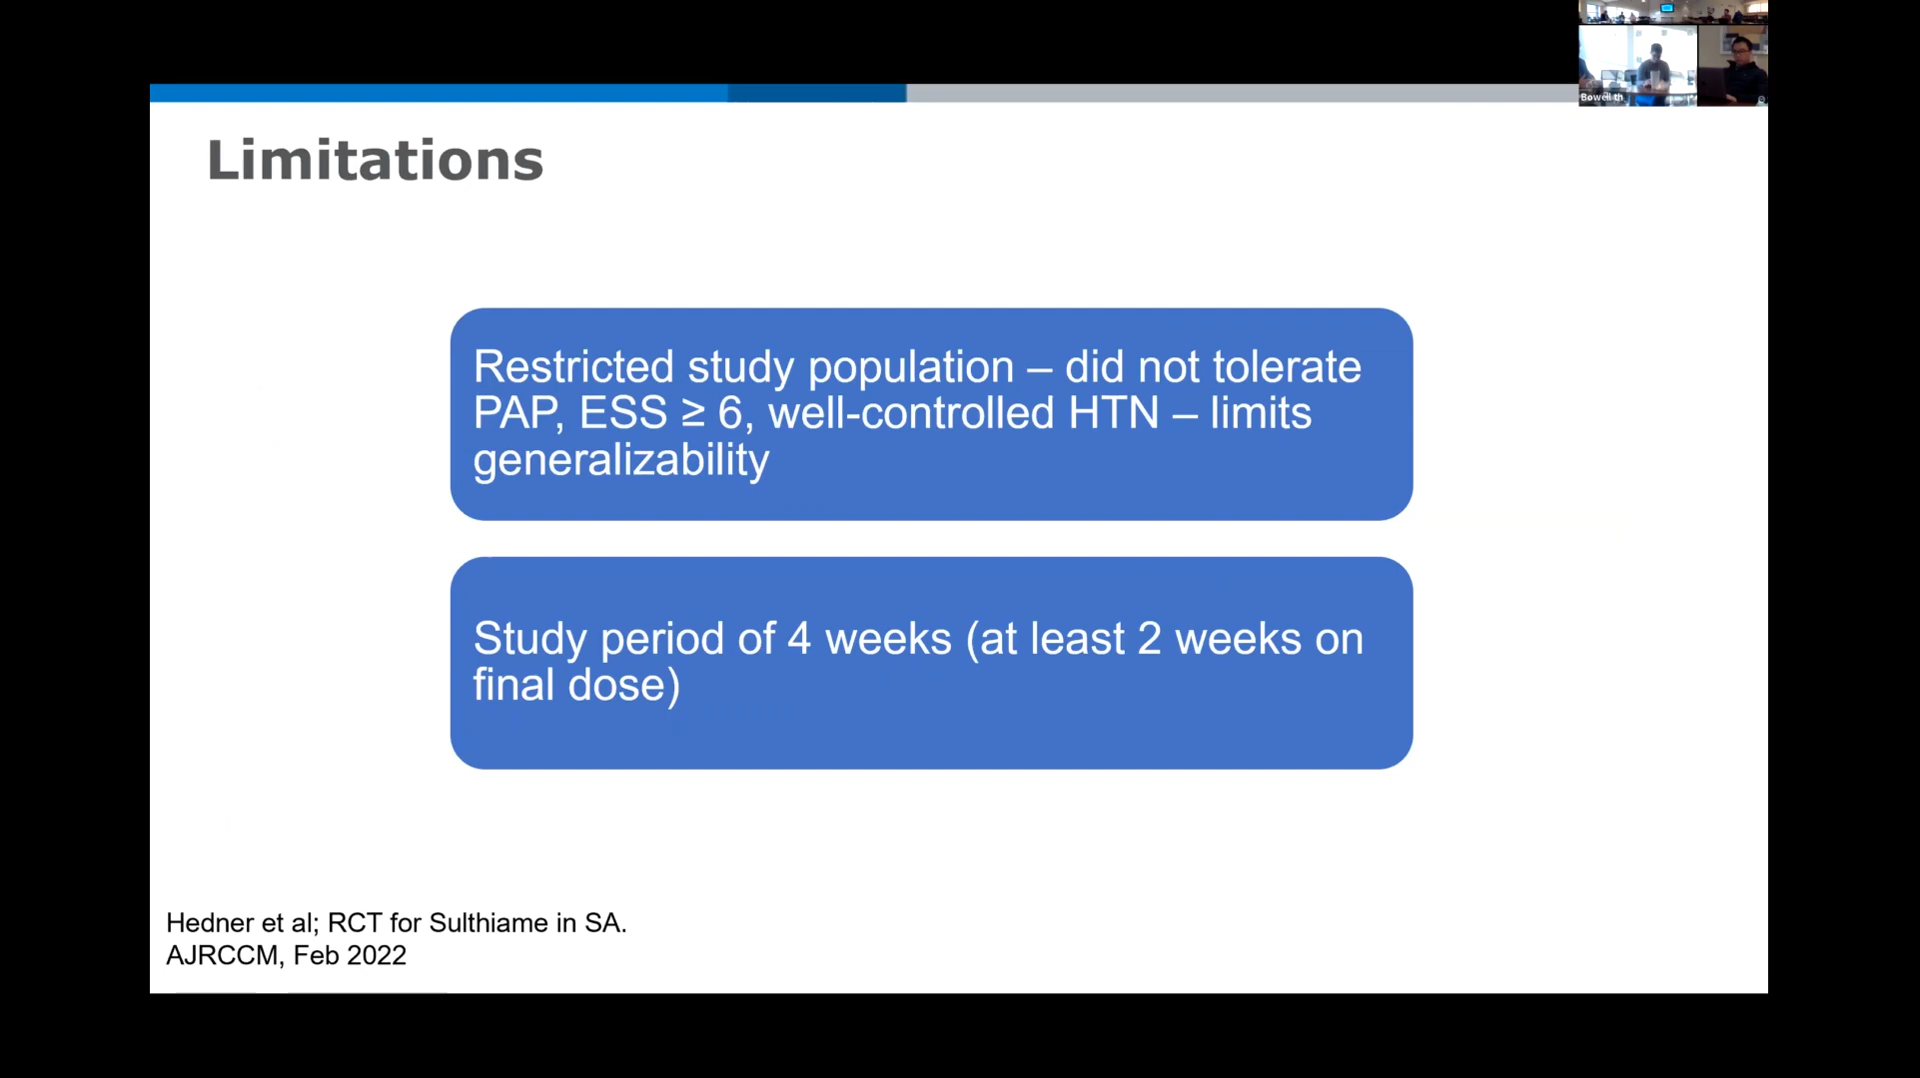 Limitations
Restricted study population – did not tolerate
PAP, ESS ≥ 6, well-controlled HTN – limits
generalizability
Study period of 4 weeks (at least 2 weeks on
final dose)
Hedner et al; RCT for Sulthiame in SA.
AJRCCM, Feb 2022